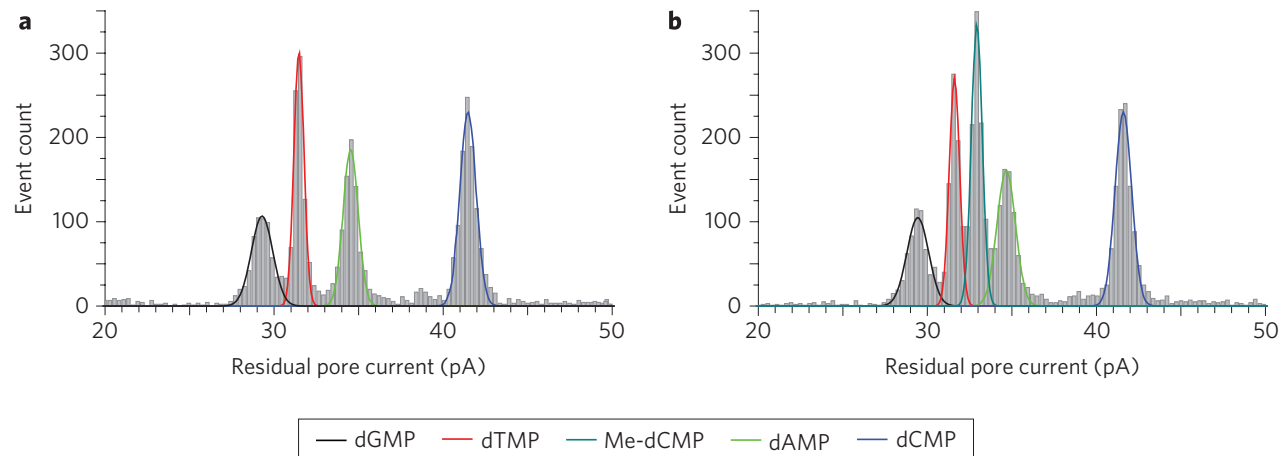 a
300
200
100
0
Event count
20 30 40 50
Residual pore current (pA)
b
300
200
100
0
Event count
20 30 40 50
Residual pore current (pA)
dGMP dTMP Me-dCMP dAMP dCMP